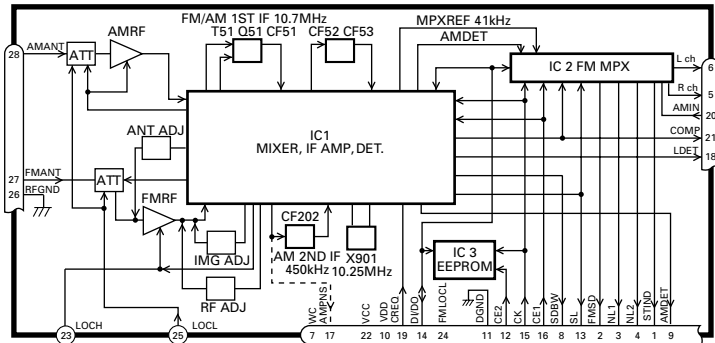 FM/AM 1ST IF 10.7MHz
MPXREF 41kHz
AMRF
T51 Q51 CF51
CF52 CF53
AMDET
AMANT
28
ATT
IC 2 FM MPX
L ch
6
R ch
5
AMIN
20
COMP
21
LDET
18
IC1
MIXER, IF AMP, DET.
ANT ADJ
FMANT
27
RFGND
26
ATT
FMRF
CF202
AM 2ND IF
450kHz
X901
10.25MHz
IMG ADJ
RF ADJ
IC 3
EEPROM
LOCH
23
LOCL
25
WC
AMPNS
VCC
VDD
CREQ
DI/DO
FMLOCL
DGND
CE2
CK
CE1
SDBW
SL
FMSD
NL1
NL2
STIND
AMDET
7 17 22 10 19 14 24 11 12 15 16 8 13 2 3 4 1 9